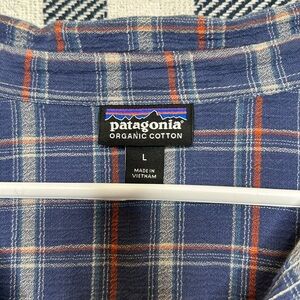 patagonia
ORGANIC COTTON
L
MADE IN
VIETNAM